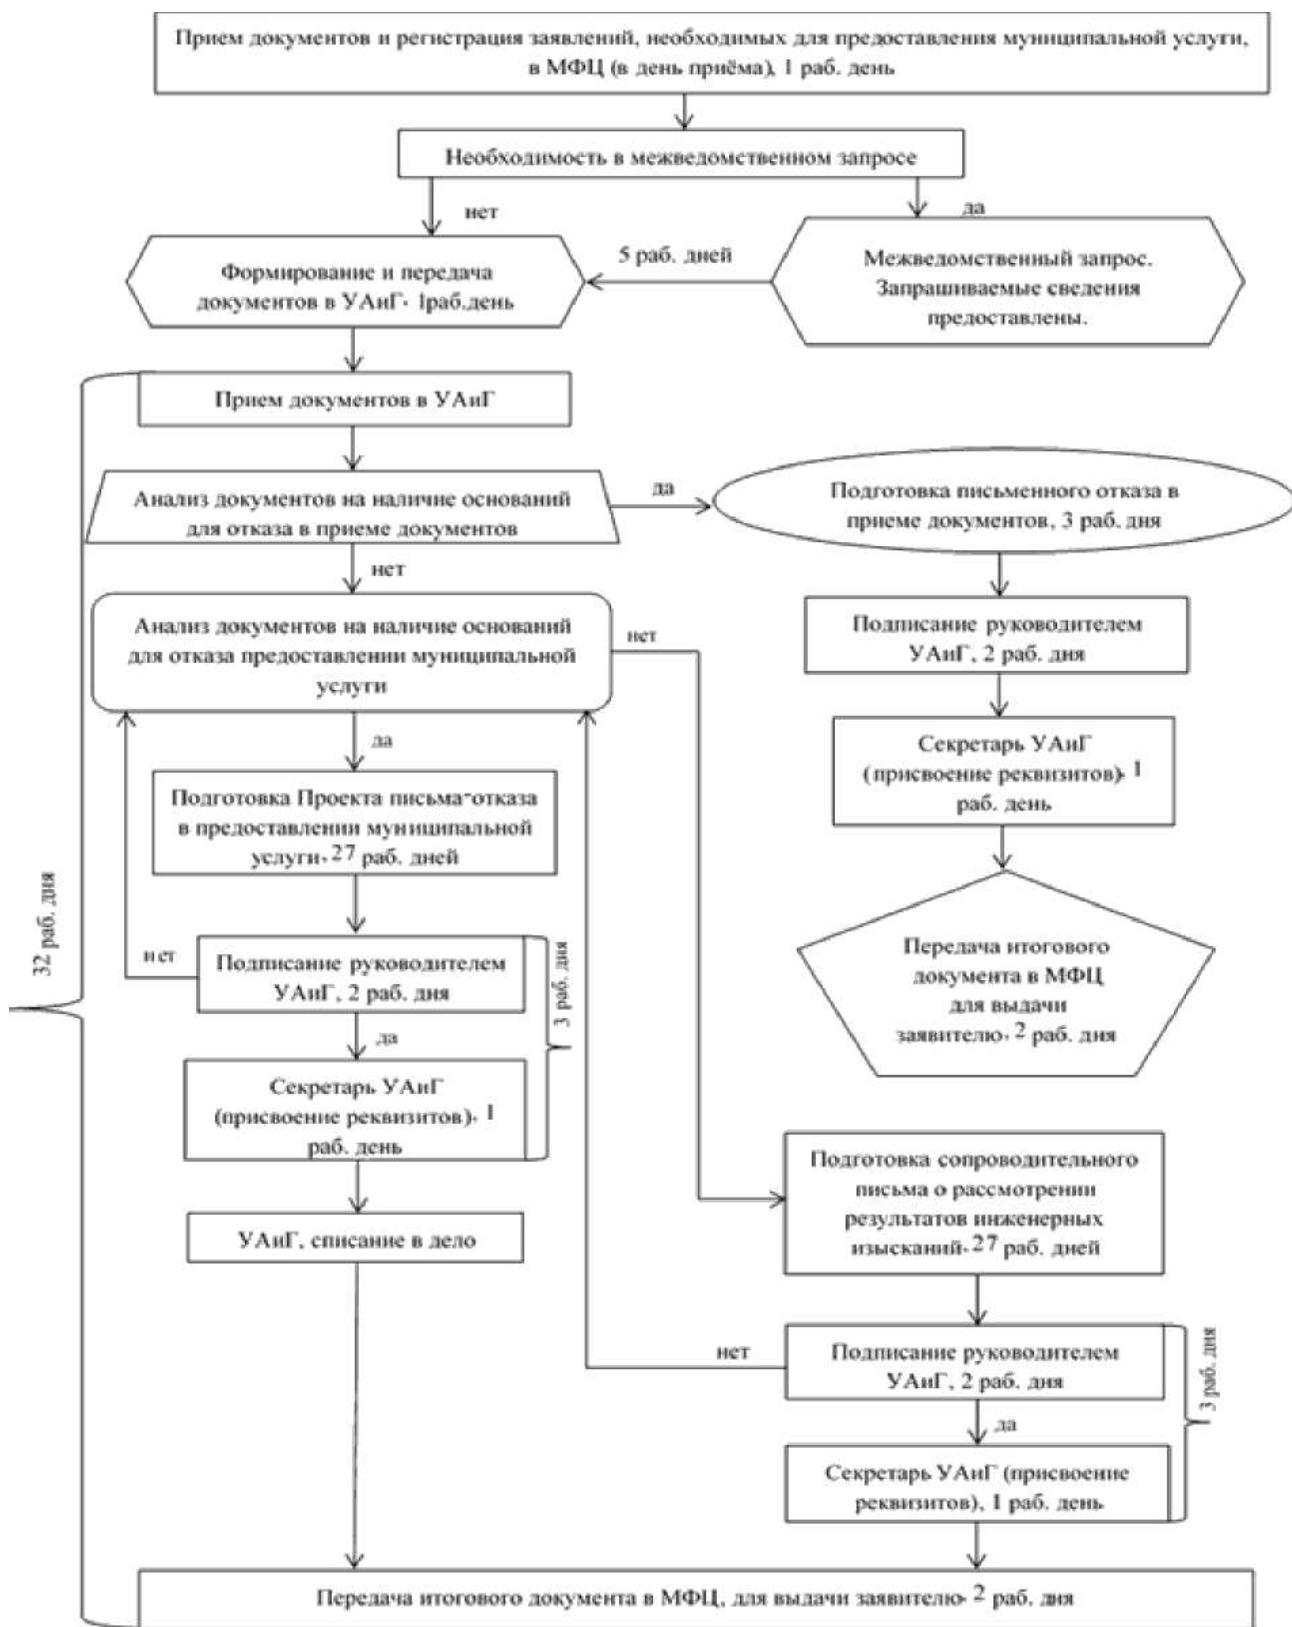 Прием документов и регистрация заявлений, необходимых для предоставления муниципальной услуги,
в МФЦ (в день приёма), 1 раб. день
Необходимость в межведомственном запросе
нет
да
5 раб. дней
Формирование и передача
документов в УАиГ, 1раб.день
Межведомственный запрос.
Запрашиваемые сведения
предоставлены.
Прием документов в УАиГ
Анализ документов на наличие оснований
для отказа в приеме документов
да
Подготовка письменного отказа в
приеме документов, 3 раб. дня
нет
Анализ документов на наличие оснований
для отказа предоставлении муниципальной
услуги
нет
Подписание руководителем
УАиГ, 2 раб. дня
да
Секретарь УАиГ
(присвоение реквизитов), 1
раб. день
Подготовка Проекта письма-отказа
в предоставлении муниципальной
услуги, 27 раб. дней
32 раб. дня
нет
Подписание руководителем
УАиГ, 2 раб. дня
3 раб. дня
Передача итогового
документа в МФЦ
для выдачи
заявителю, 2 раб. дня
да
Секретарь УАиГ
(присвоение реквизитов), 1
раб. день
Подготовка сопроводительного
письма о рассмотрении
результатов инженерных
изысканий, 27 раб. дней
УАиГ, списание в дело
нет
Подписание руководителем
УАиГ, 2 раб. дня
3 раб. дня
да
Секретарь УАиГ (присвоение
реквизитов), 1 раб. день
Передача итогового документа в МФЦ, для выдачи заявителю, 2 раб. дня